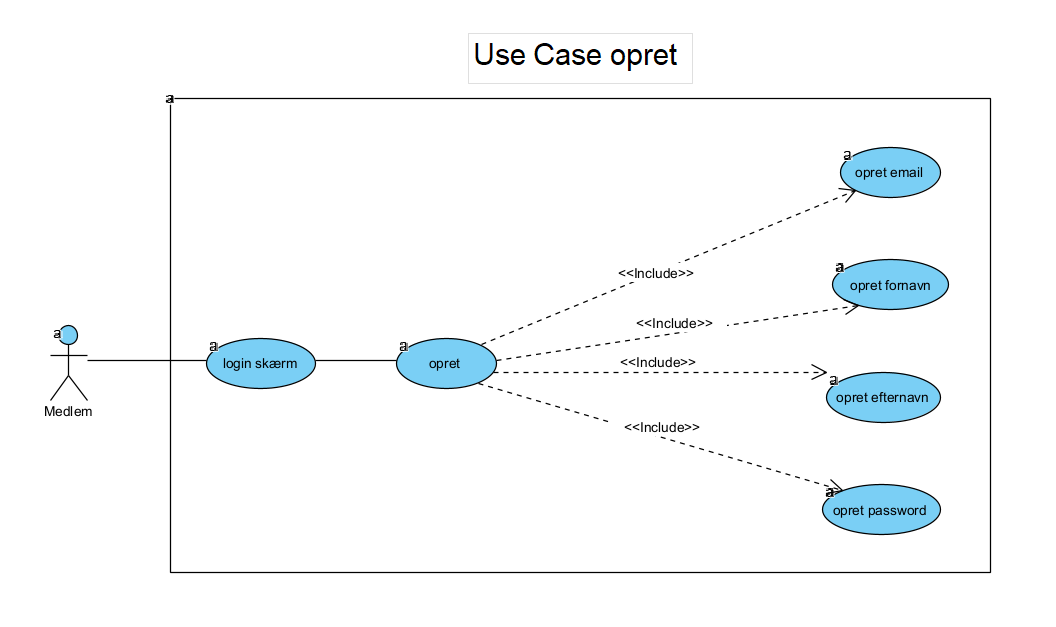 Use Case opret
a
a
opret email
<<Include>>
a
opret fornavn
<<Include>>
a
Medlem
a
login skærm
a
opret
<<Include>>
a
opret efternavn
<<Include>>
a
opret password